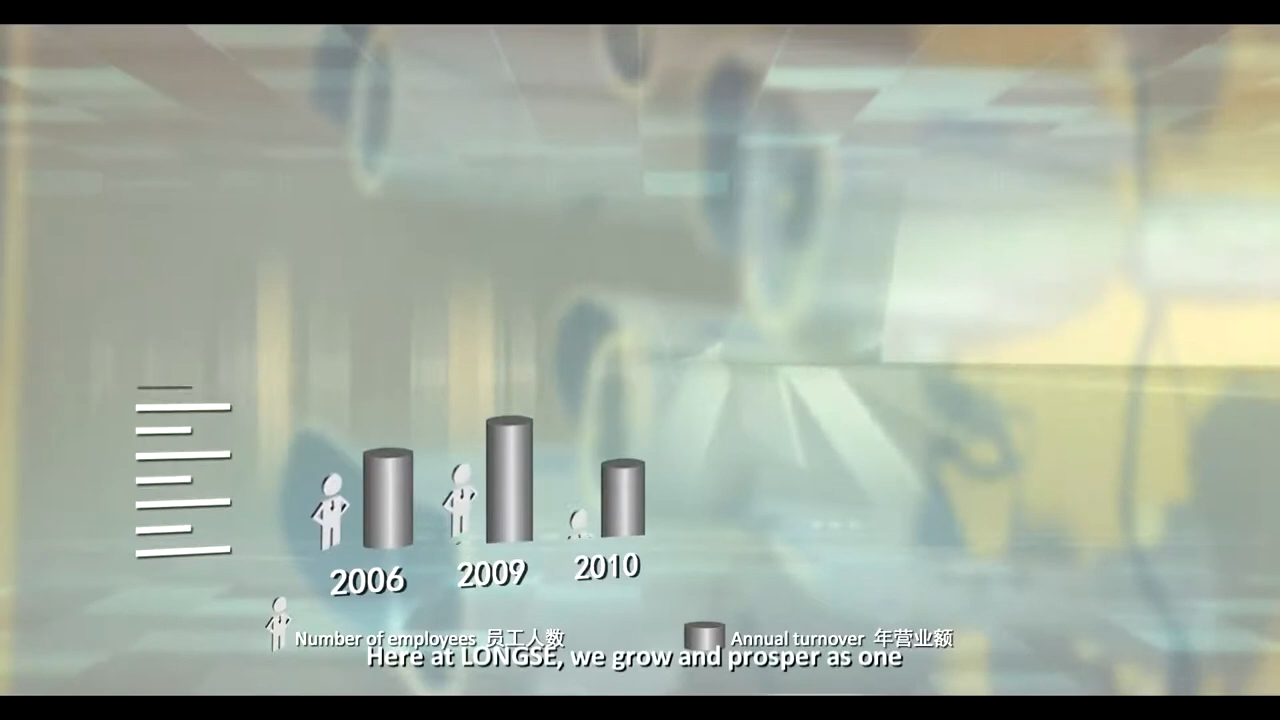 2006
2009
2010
Number of employees 员工人数
Annual turnover 年营业额
Here at LONGSE, we grow and prosper as one